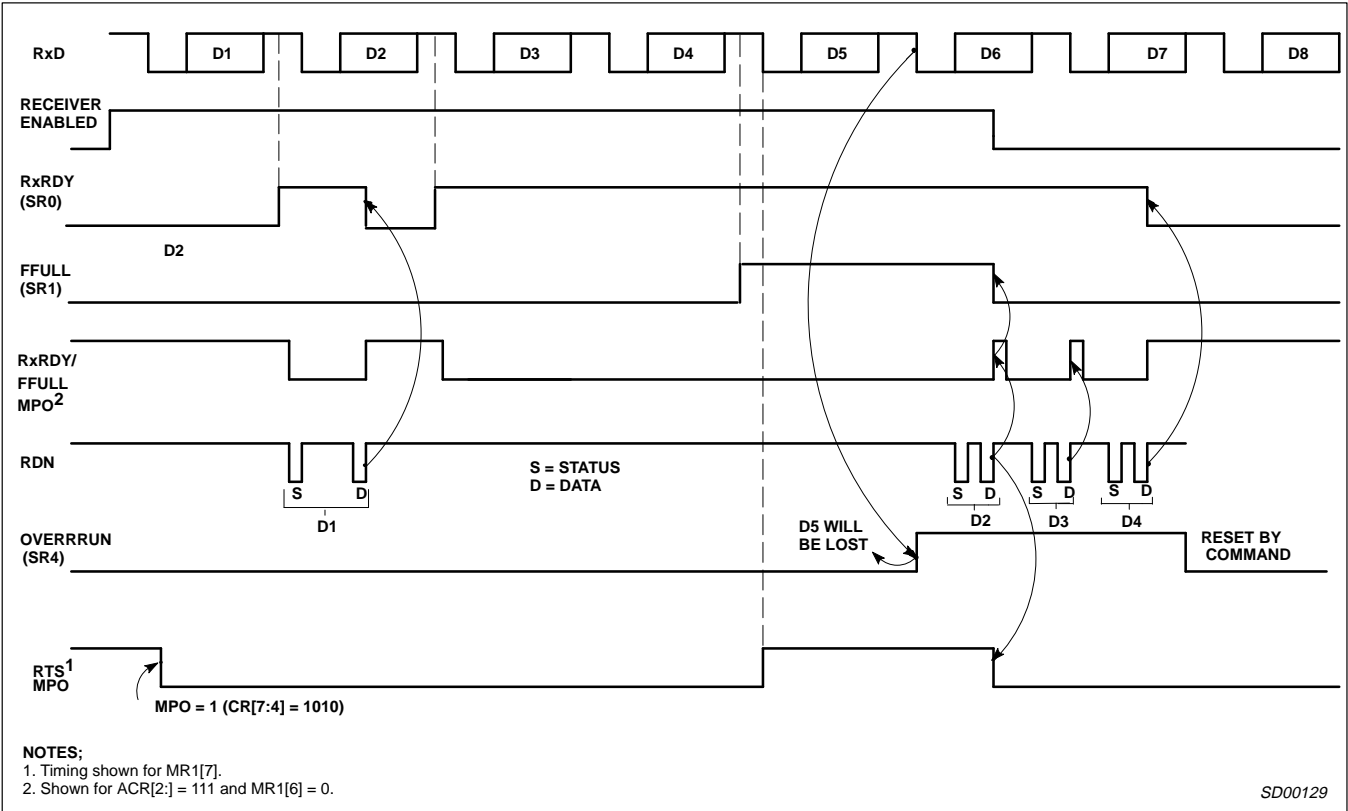 RxD
D1 D2 D3 D4 D5 D6 D7 D8
RECEIVER
ENABLED
RxRDY
(SR0)
D2
FFULL
(SR1)
RxRDY/
FFULL
MPO2
RDN
S = STATUS
D = DATA
S D
D1
S D S D S D
D2 D3 D4
OVERRRUN
(SR4)
D5 WILL
BE LOST
RESET BY
COMMAND
RTS1
MPO
MPO = 1 (CR[7:4] = 1010)
NOTES;
1. Timing shown for MR1[7].
2. Shown for ACR[2:] = 111 and MR1[6] = 0.
SD00129